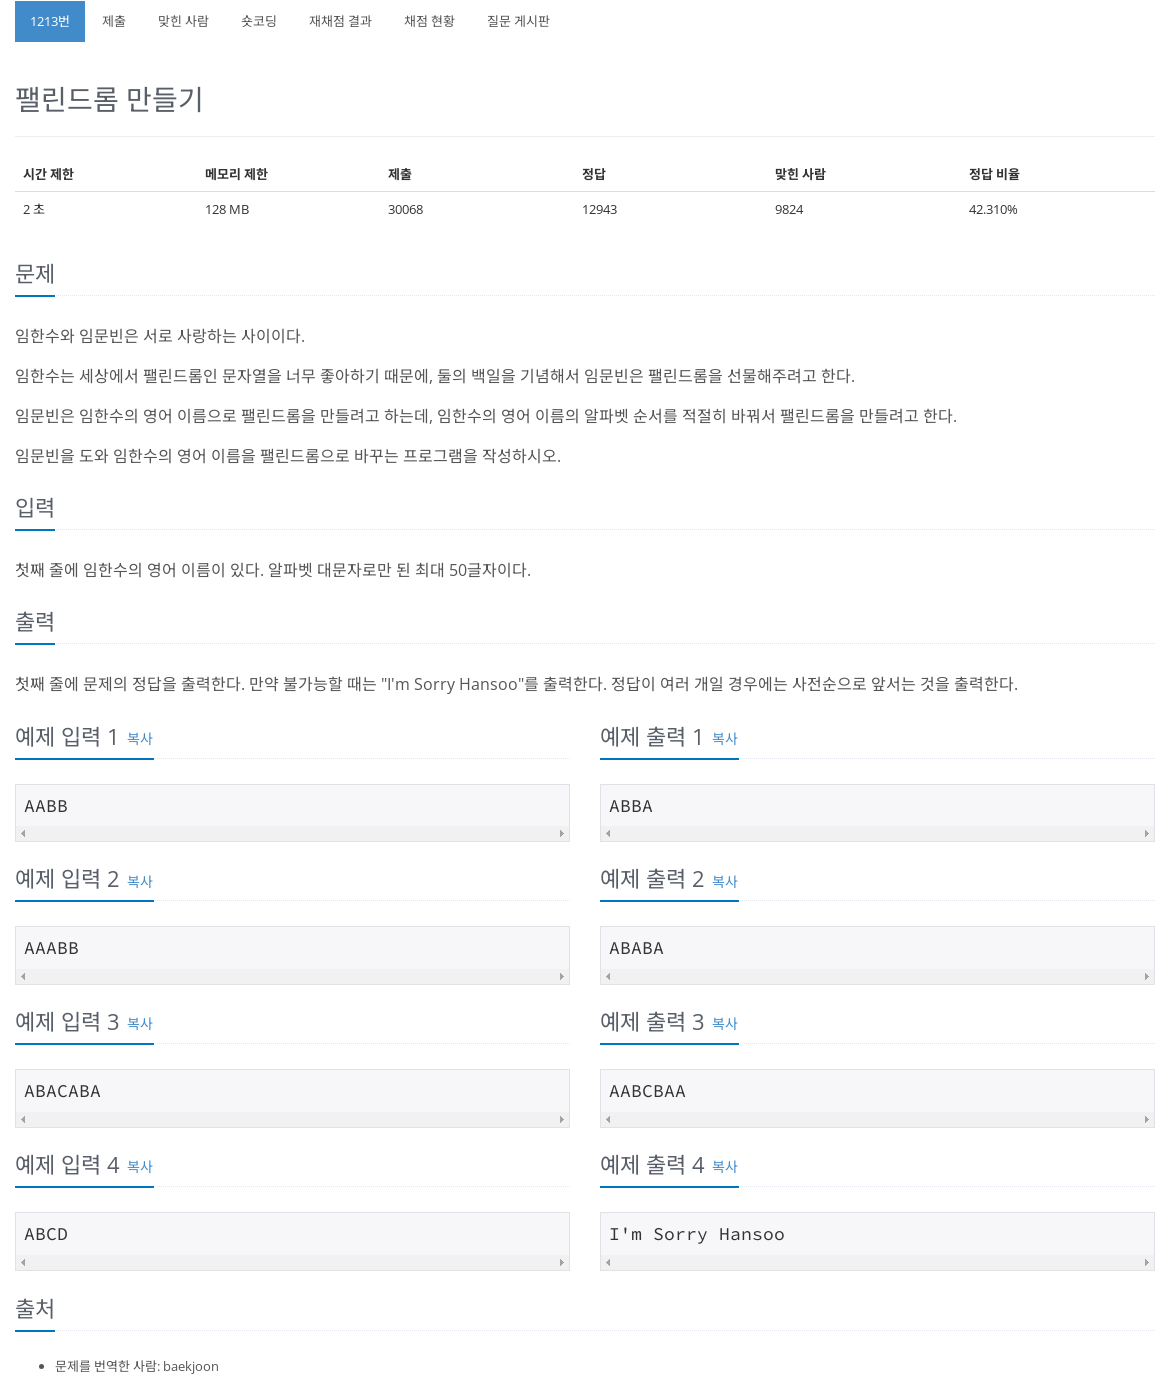 1213번 제출 맞힌 사람 숏코딩 재채점 결과 채점 현황 질문 게시판
팰린드롬 만들기
시간 제한 메모리 제한 제출 정답 맞힌 사람 정답 비율
2 초 128 MB 30068 12943 9824 42.310%
문제
임한수와 임문빈은 서로 사랑하는 사이이다.
임한수는 세상에서 팰린드롬인 문자열을 너무 좋아하기 때문에, 둘의 백일을 기념해서 임문빈은 팰린드롬을 선물해주려고 한다.
임문빈은 임한수의 영어 이름으로 팰린드롬을 만들려고 하는데, 임한수의 영어 이름의 알파벳 순서를 적절히 바꿔서 팰린드롬을 만들려고 한다.
임문빈을 도와 임한수의 영어 이름을 팰린드롬으로 바꾸는 프로그램을 작성하시오.
입력
첫째 줄에 임한수의 영어 이름이 있다. 알파벳 대문자로만 된 최대 50글자이다.
출력
첫째 줄에 문제의 정답을 출력한다. 만약 불가능할 때는 "I'm Sorry Hansoo"를 출력한다. 정답이 여러 개일 경우에는 사전순으로 앞서는 것을 출력한다.
예제 입력 1 복사 예제 출력 1 복사
AABB ABBA
예제 입력 2 복사 예제 출력 2 복사
AAABB ABABA
예제 입력 3 복사 예제 출력 3 복사
ABACABA AABCBAA
예제 입력 4 복사 예제 출력 4 복사
ABCD I'm Sorry Hansoo
출처
문제를 번역한 사람: baekjoon